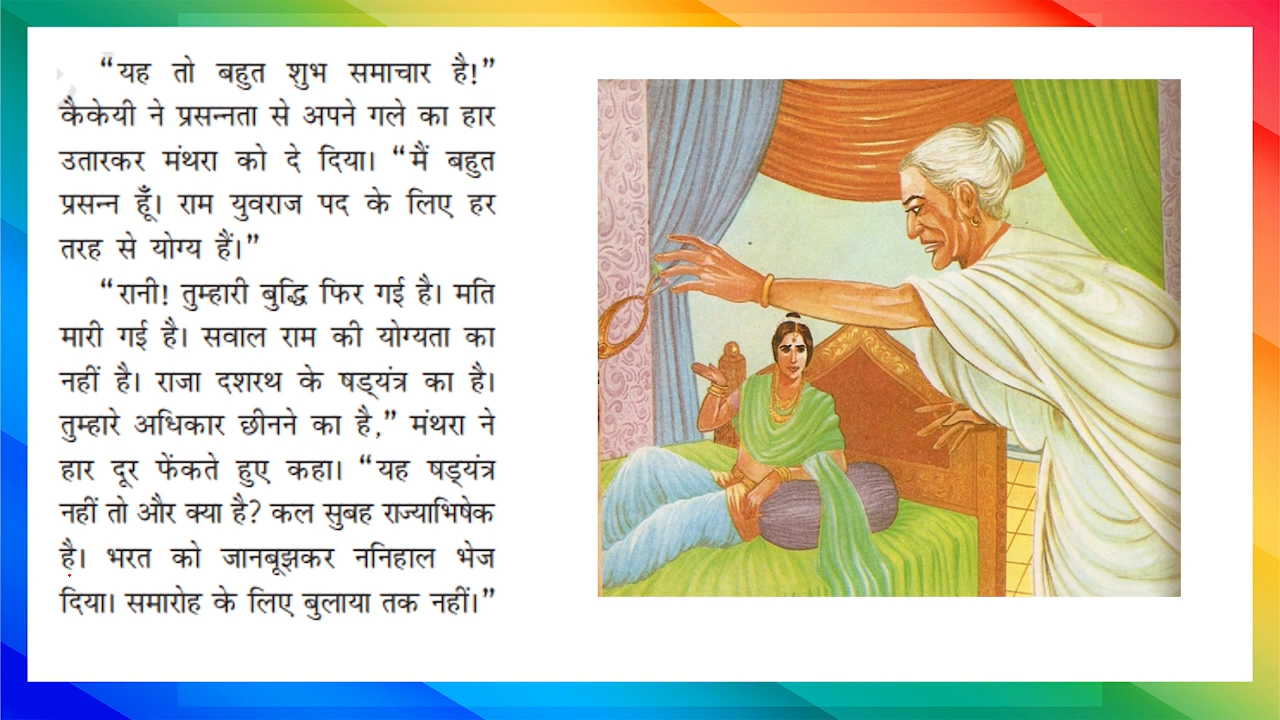 “यह तो बहुत शुभ समाचार है!”
कैकेयी ने प्रसन्नता से अपने गले का हार
उतारकर मंथरा को दे दिया। “मैं बहुत
प्रसन्न हूँ। राम युवराज पद के लिए हर
तरह से योग्य हैं।”
“रानी! तुम्हारी बुद्धि फिर गई है। मति
मारी गई है। सवाल राम की योग्यता का
नहीं है। राजा दशरथ के षड्यंत्र का है।
तुम्हारे अधिकार छीनने का है,” मंथरा ने
हार दूर फेंकते हुए कहा। “यह षड्यंत्र
नहीं तो और क्या है? कल सुबह राज्याभिषेक
है। भरत को जानबूझकर ननिहाल भेज
दिया। समारोह के लिए बुलाया तक नहीं।”